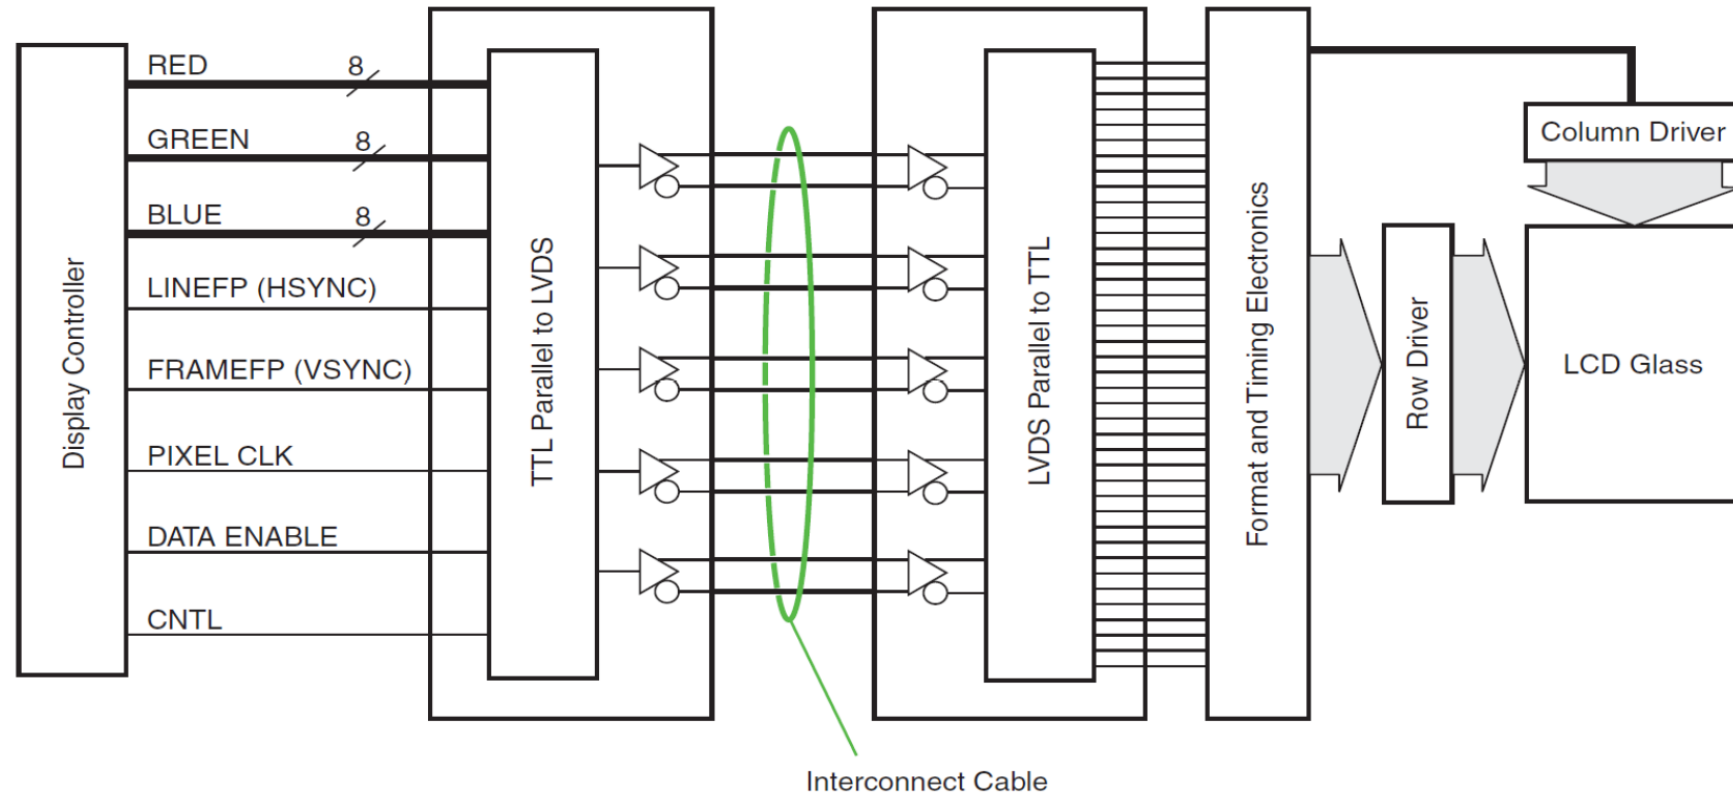 RED
8
GREEN
8
BLUE
8
LINEFP (HSYNC)
FRAMEFP (VSYNC)
PIXEL CLK
DATA ENABLE
CNTL
Display Controller
TTL Parallel to LVDS
LVDS Parallel to TTL
Format and Timing Electronics
Row Driver
Column Driver
LCD Glass
Interconnect Cable